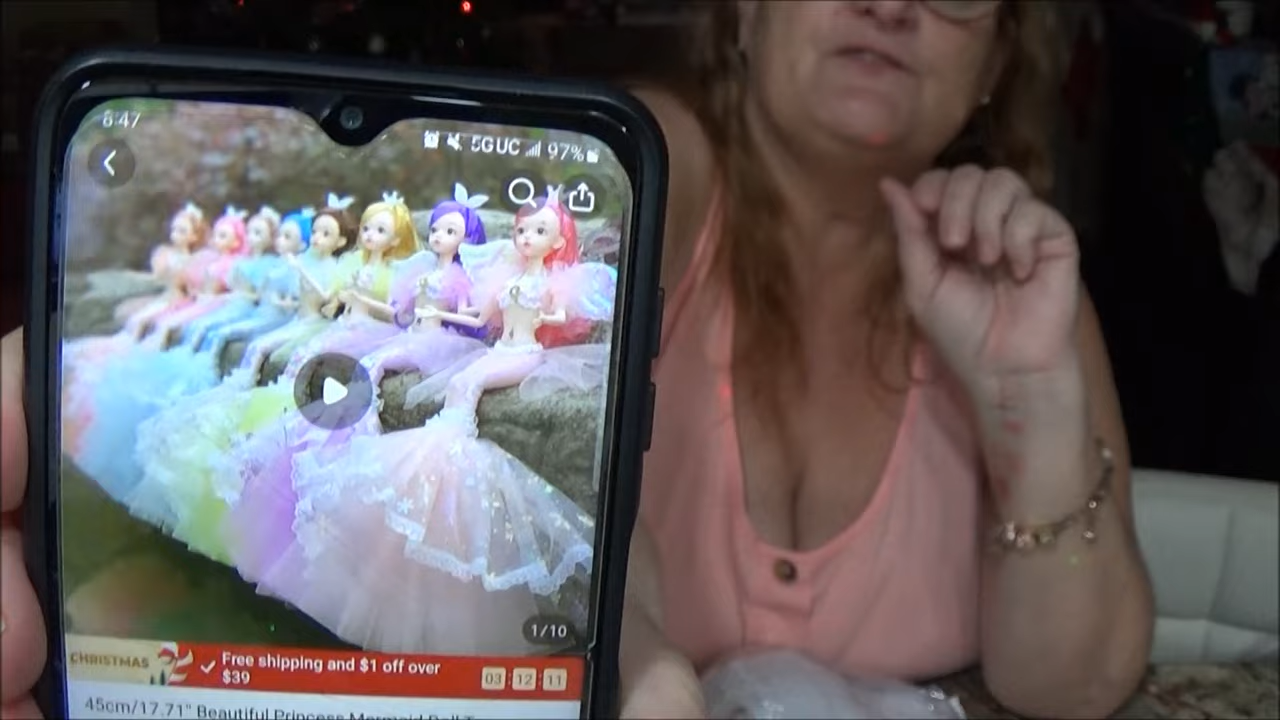 8:47
5GUC 97%
1/10
CHRISTMAS
Free shipping and $1 off over
$39
03:12:11
45cm/17.71" Beautiful Princess Mermaid Doll T